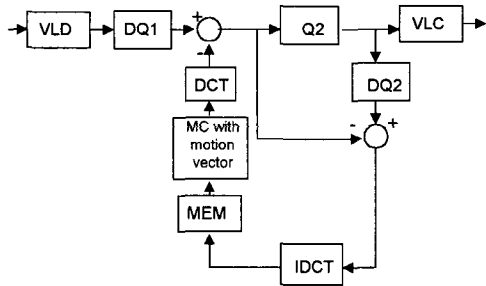 VLD
DQ1
+
-
Q2
VLC
DCT
DQ2
MC with
motion
vector
-
+
MEM
IDCT